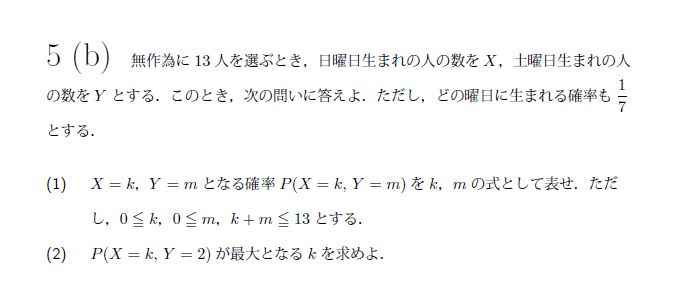 5 (b) 無作為に 13 人を選ぶとき，日曜日生まれの人の数を X，土曜日生まれの人
の数を Y とする．このとき，次の問いに答えよ．ただし，どの曜日に生まれる確率も 1/7
とする．
(1) X = k, Y = m となる確率 P(X = k, Y = m) を k, m の式として表せ．ただ
し，0 ≦ k, 0 ≦ m, k + m ≦ 13 とする．
(2) P(X = k, Y = 2) が最大となる k を求めよ．